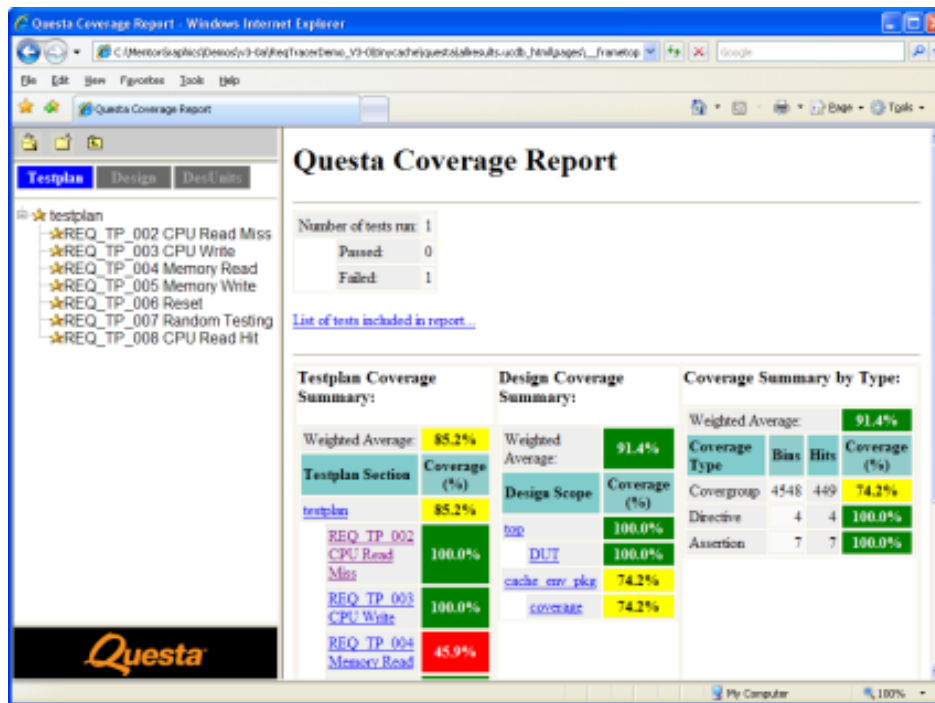 Questa Coverage Report - Windows Internet Explorer
Google
File Edit View Favorites Tools Help
Questa Coverage Report
Page Tools
Testplan Design DesUnits
testplan
REQ_TP_002 CPU Read Miss
REQ_TP_003 CPU Write
REQ_TP_004 Memory Read
REQ_TP_005 Memory Write
REQ_TP_006 Reset
REQ_TP_007 Random Testing
REQ_TP_008 CPU Read Hit
Questa
Questa Coverage Report
Number of tests run: 1
Passed: 0
Failed: 1
List of tests included in report...
Testplan Coverage
Summary:
Weighted Average: 85.2%
Testplan Section Coverage (%)
testplan 85.2%
REQ_TP_002
CPU Read
Miss
100.0%
REQ_TP_003
CPU Write
100.0%
REQ_TP_004
Memory Read
45.9%
Design Coverage
Summary:
Weighted
Average:
91.4%
Design Scope Coverage (%)
top 100.0%
DUT 100.0%
cache_env_pkg 74.2%
coverage 74.2%
Coverage Summary by Type:
Weighted Average: 91.4%
Coverage Type Bins Hits Coverage (%)
Covergroup 4548 449 74.2%
Directive 4 4 100.0%
Assertion 7 7 100.0%
My Computer 100%